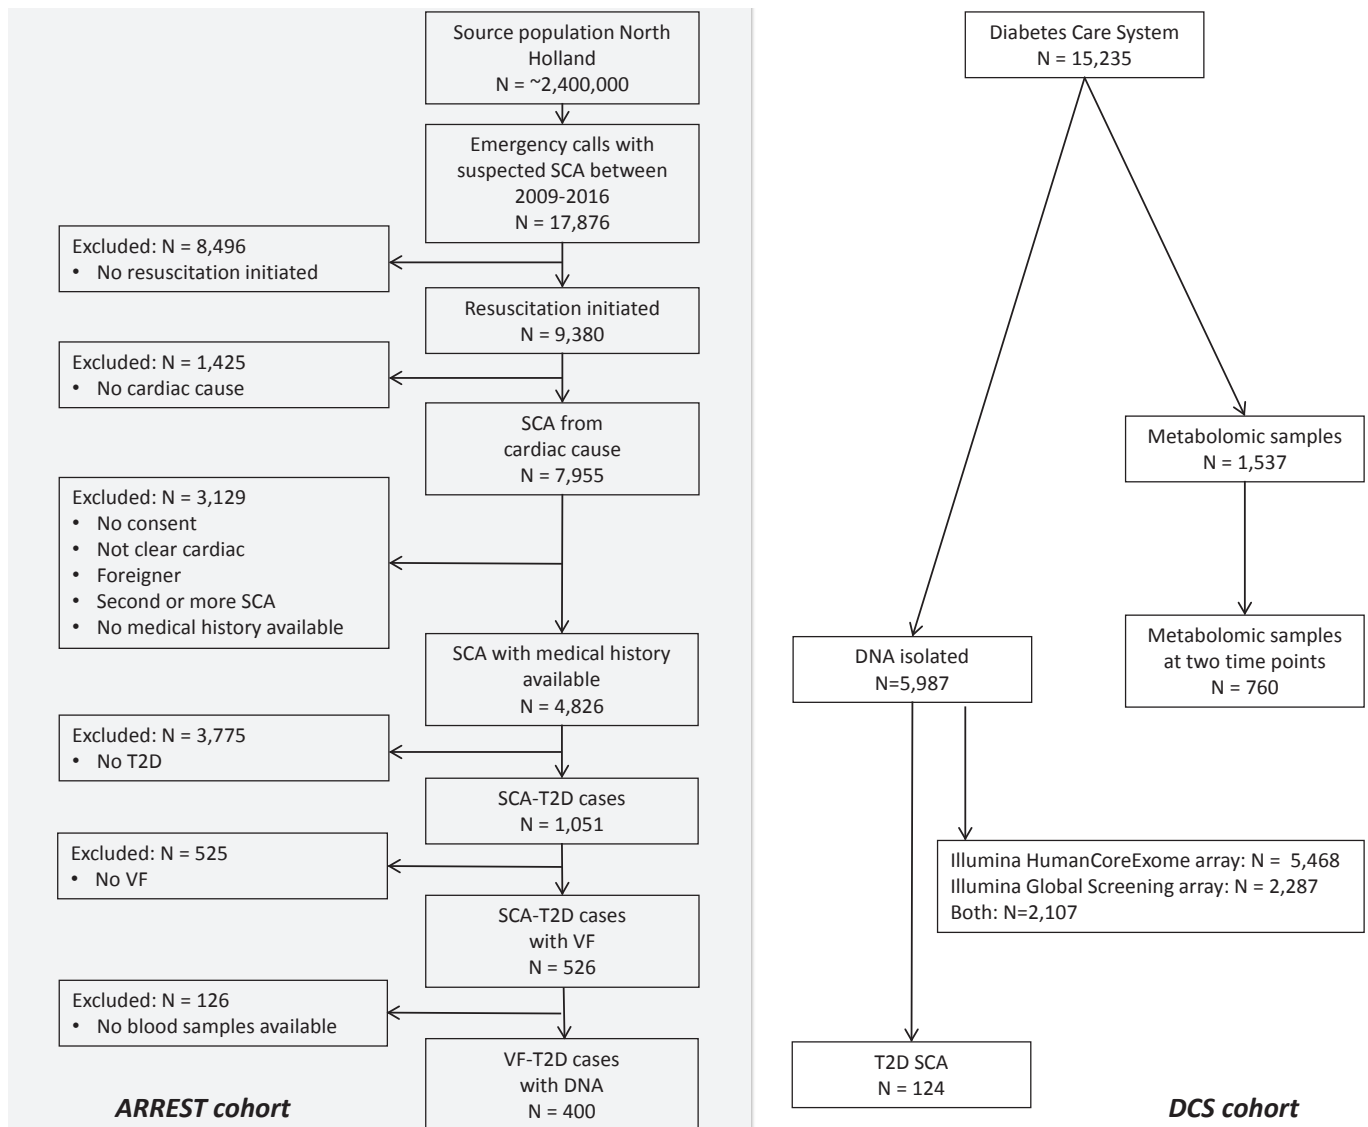 Source population North
Holland
N = ~2,400,000
Emergency calls with
suspected SCA between
2009-2016
N = 17,876
Excluded: N = 8,496
• No resuscitation initiated
Resuscitation initiated
N = 9,380
Excluded: N = 1,425
• No cardiac cause
SCA from
cardiac cause
N = 7,955
Excluded: N = 3,129
• No consent
• Not clear cardiac
• Foreigner
• Second or more SCA
• No medical history available
SCA with medical history
available
N = 4,826
Excluded: N = 3,775
• No T2D
SCA-T2D cases
N = 1,051
Excluded: N = 525
• No VF
SCA-T2D cases
with VF
N = 526
Excluded: N = 126
• No blood samples available
VF-T2D cases
with DNA
N = 400
ARREST cohort
Diabetes Care System
N = 15,235
Metabolomic samples
N = 1,537
Metabolomic samples
at two time points
N = 760
DNA isolated
N=5,987
Illumina HumanCoreExome array: N = 5,468
Illumina Global Screening array: N = 2,287
Both: N=2,107
T2D SCA
N = 124
DCS cohort